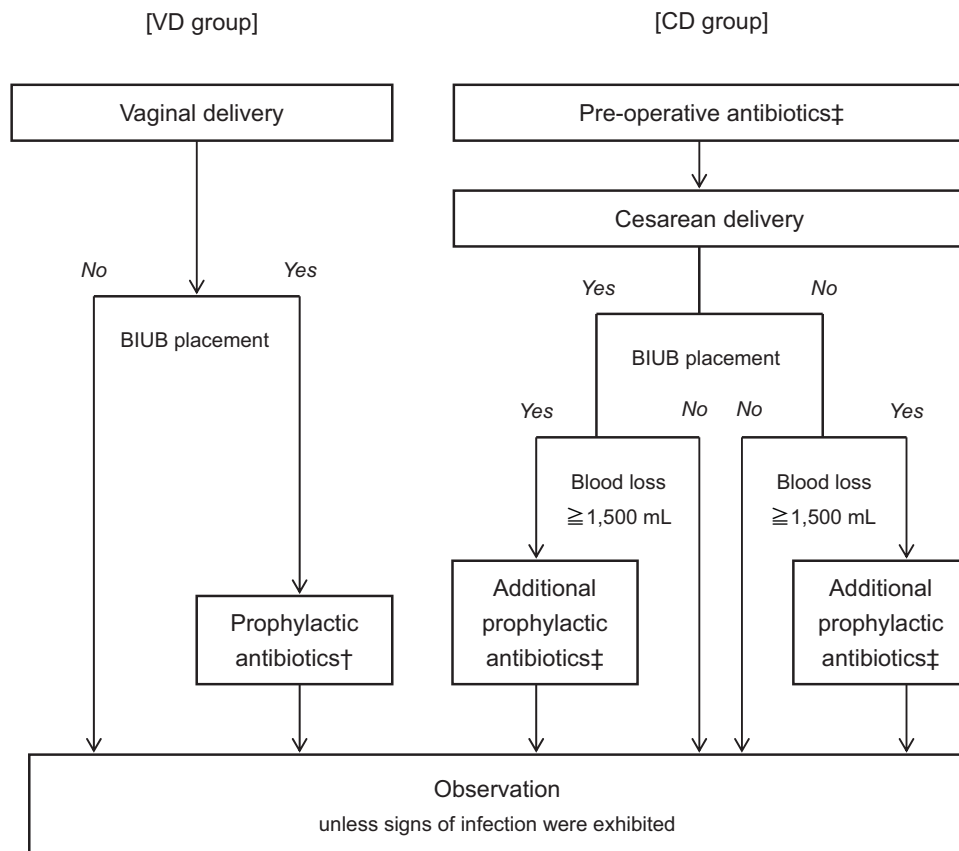 [VD group]
[CD group]
Vaginal delivery
Pre-operative antibiotics‡
Cesarean delivery
No
Yes
BIUB placement
Yes
No
BIUB placement
Yes
No
No
Yes
Blood loss
≧1,500 mL
Blood loss
≧1,500 mL
Prophylactic
antibiotics†
Additional
prophylactic
antibiotics‡
Additional
prophylactic
antibiotics‡
Observation
unless signs of infection were exhibited